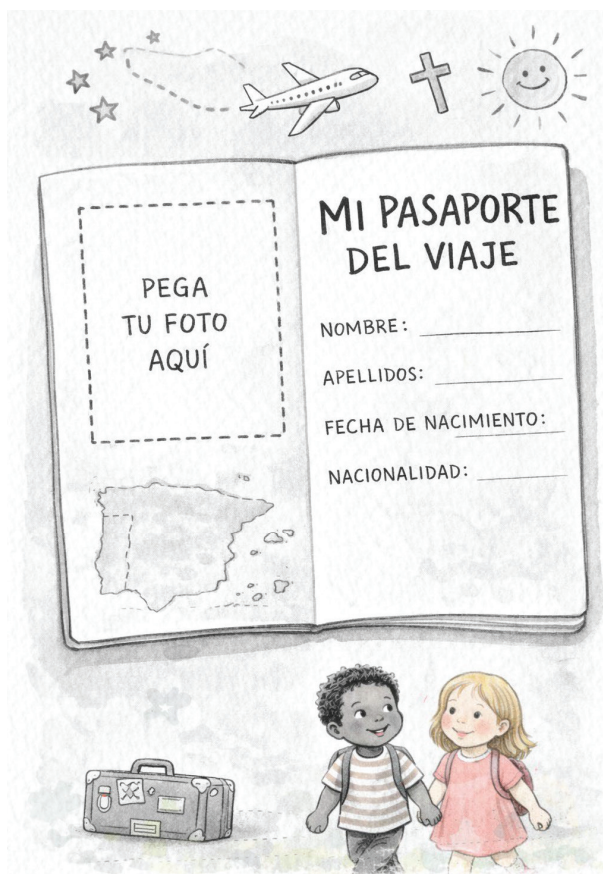 PEGA
TU FOTO
AQUÍ
MI PASAPORTE
DEL VIAJE
NOMBRE:
APELLIDOS:
FECHA DE NACIMIENTO:
NACIONALIDAD: